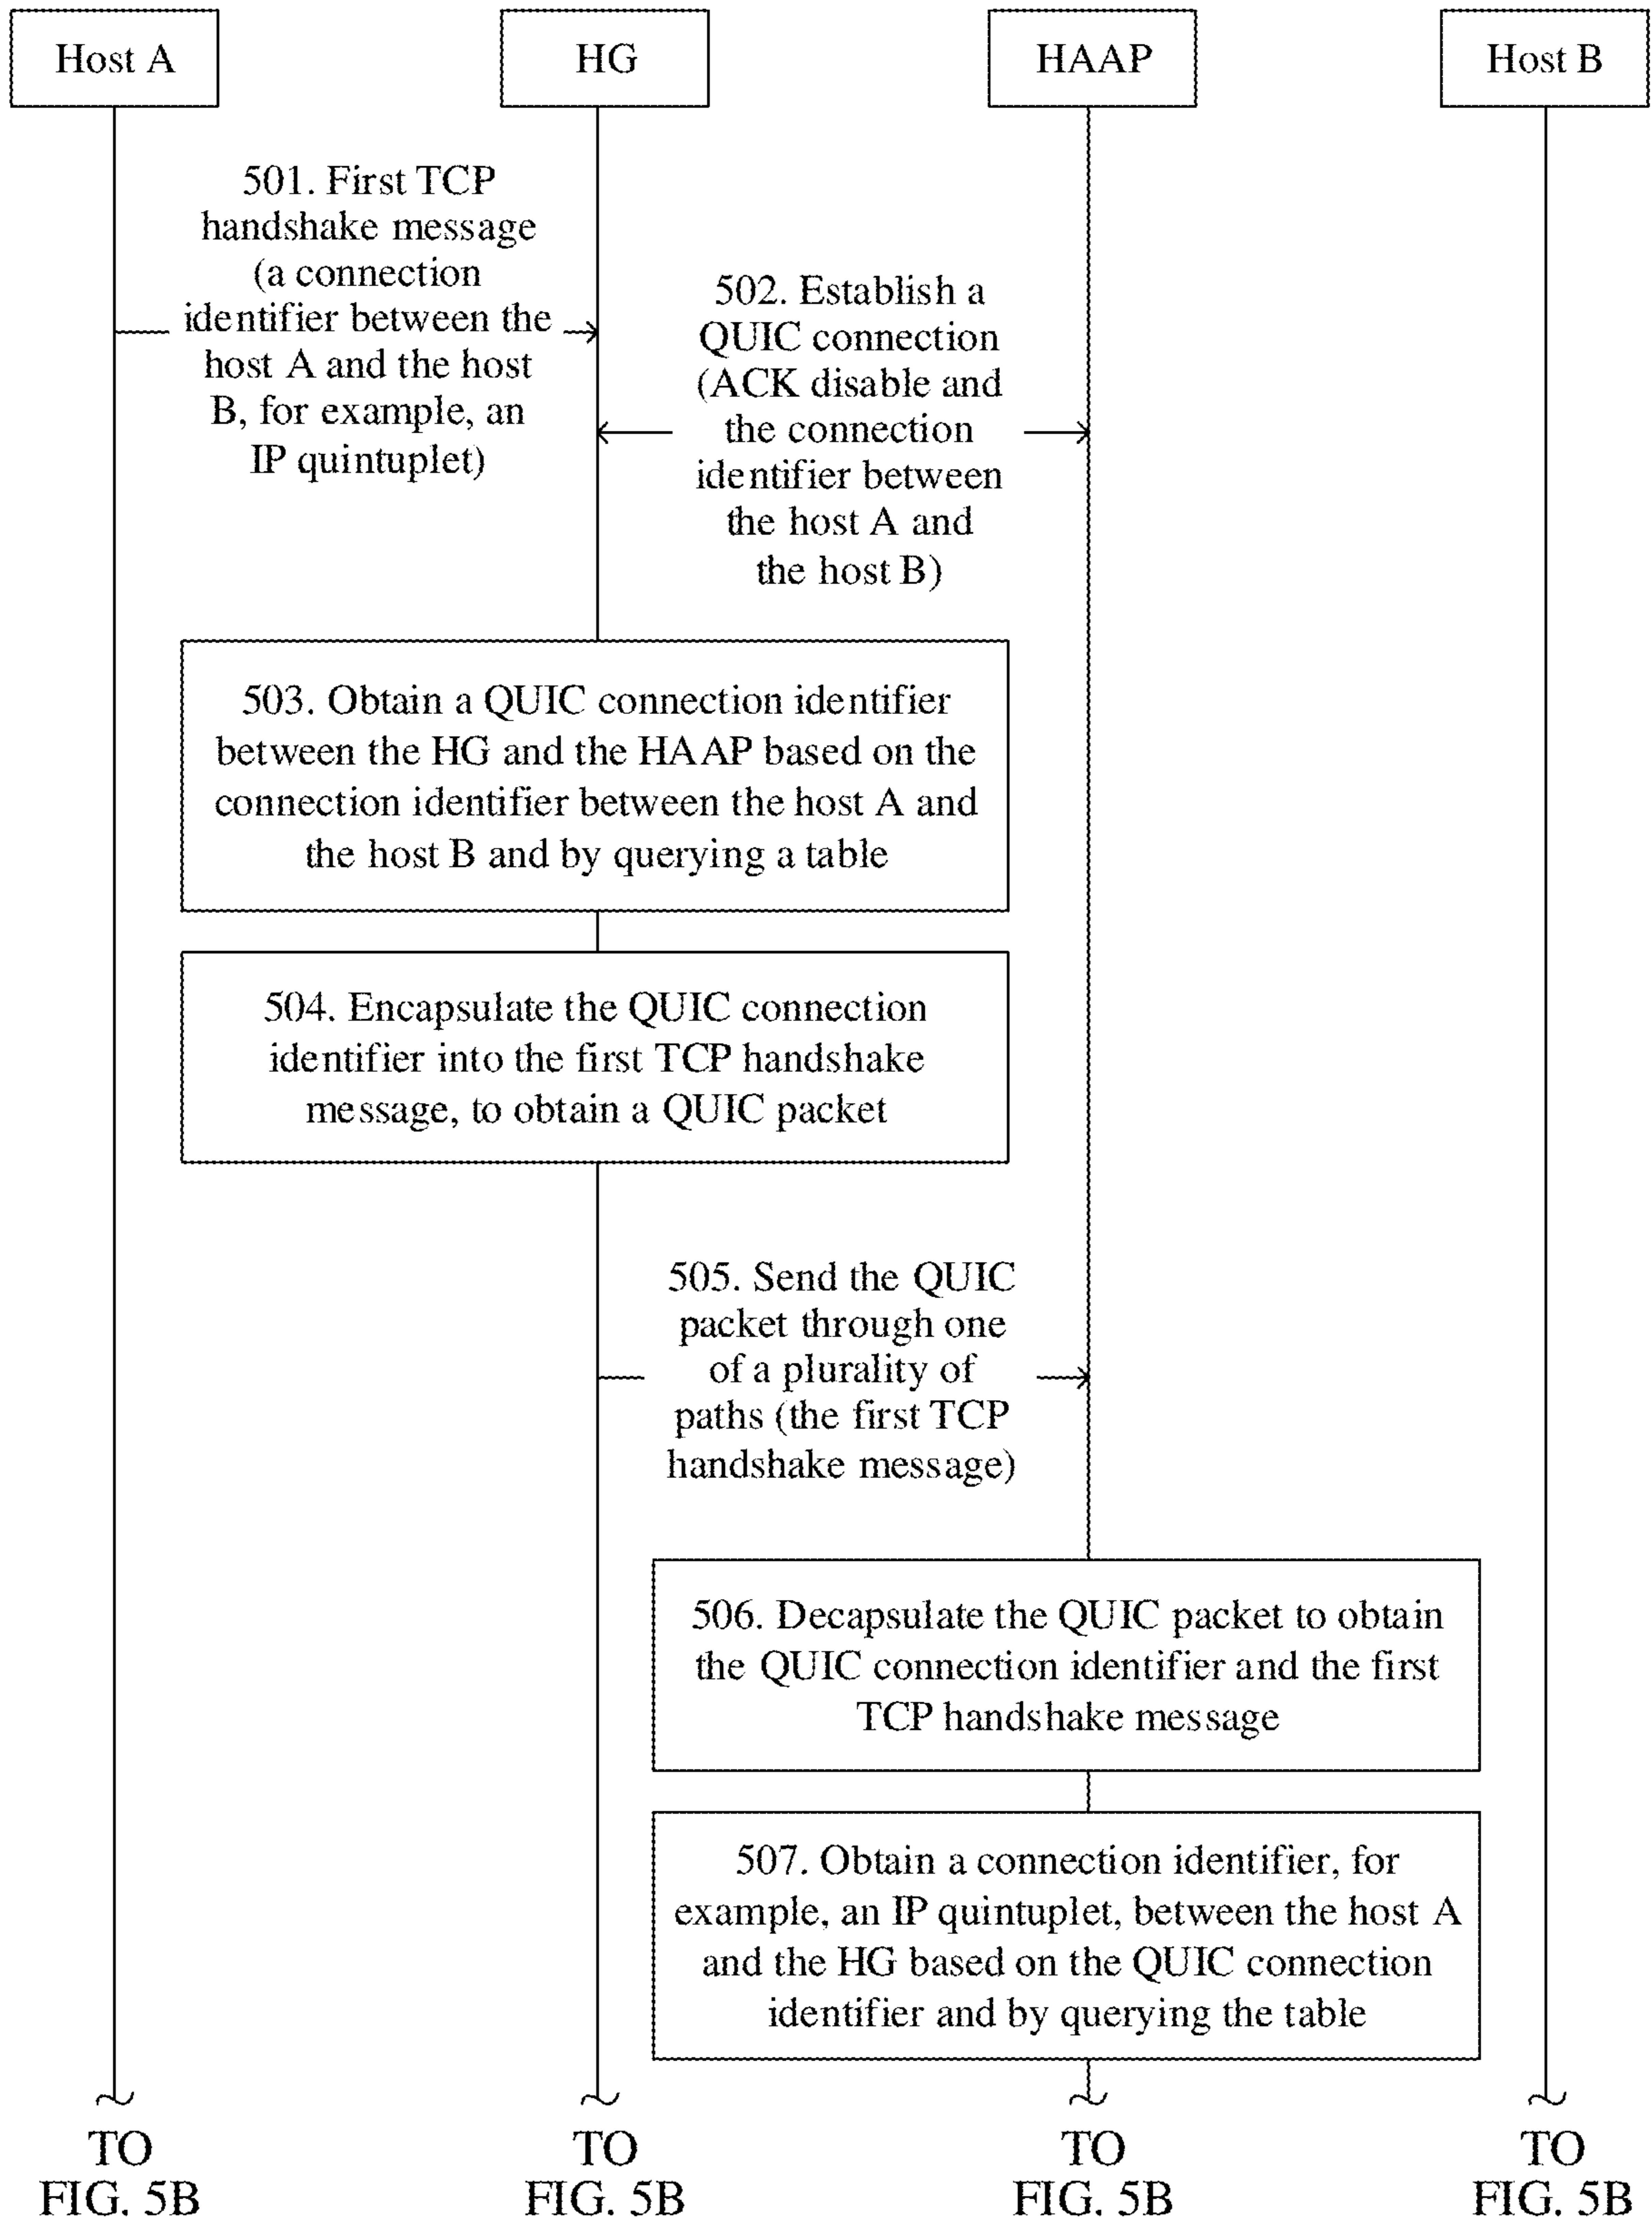 Host A
HG
HAAP
Host B
501. First TCP
handshake message
(a connection
identifier between the
host A and the host
B, for example, an
IP quintuplet)
502. Establish a
QUIC connection
(ACK disable and
the connection
identifier between
the host A and
the host B)
503. Obtain a QUIC connection identifier
between the HG and the HAAP based on the
connection identifier between the host A and
the host B and by querying a table
504. Encapsulate the QUIC connection
identifier into the first TCP handshake
message, to obtain a QUIC packet
505. Send the QUIC
packet through one
of a plurality of
paths (the first TCP
handshake message)
506. Decapsulate the QUIC packet to obtain
the QUIC connection identifier and the first
TCP handshake message
507. Obtain a connection identifier, for
example, an IP quintuplet, between the host A
and the HG based on the QUIC connection
identifier and by querying the table
TO
FIG. 5B
TO
FIG. 5B
TO
FIG. 5B
TO
FIG. 5B